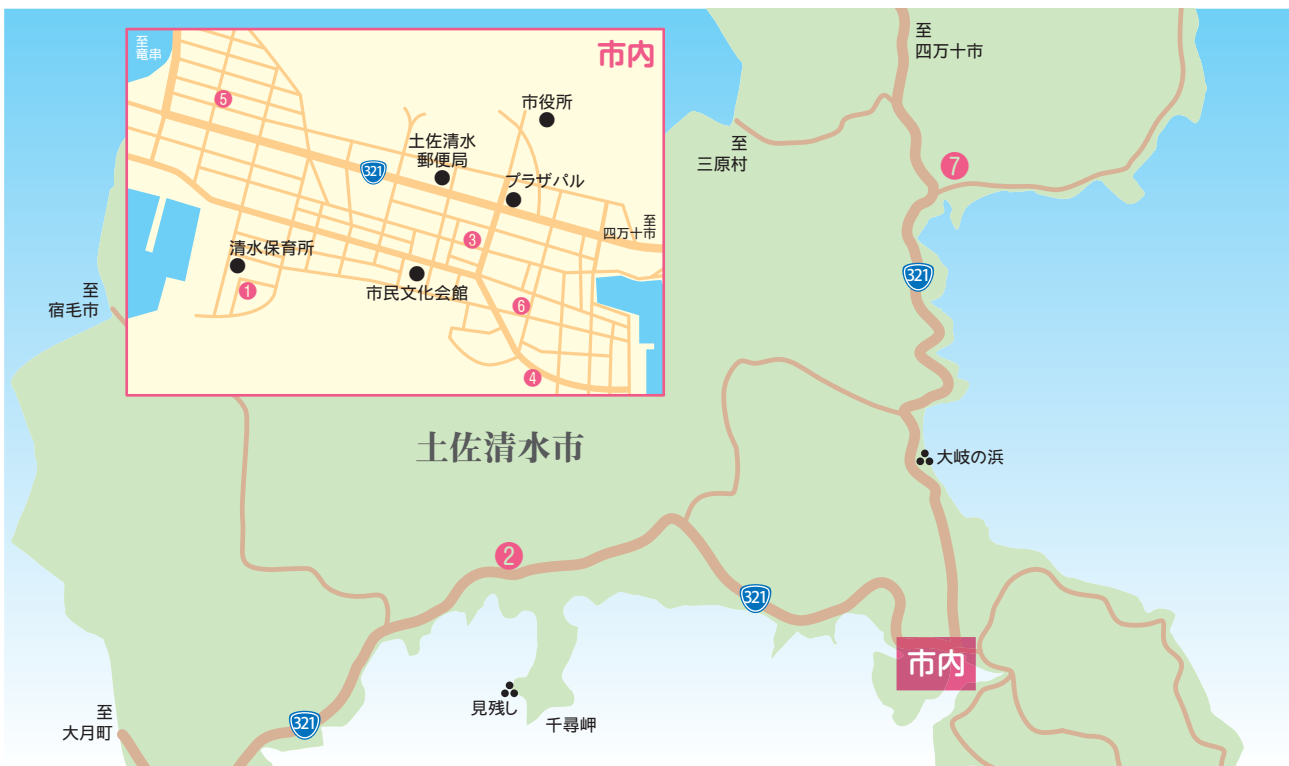 至
竜串
市内
5
市役所
土佐清水
郵便局
321
プラザパル
至
四万十市
3
清水保育所
1
市民文化会館
6
4
至
四万十市
至
三原村
7
321
至
宿毛市
土佐清水市
大岐の浜
2
321
市内
見残し
千尋岬
至
大月町
321